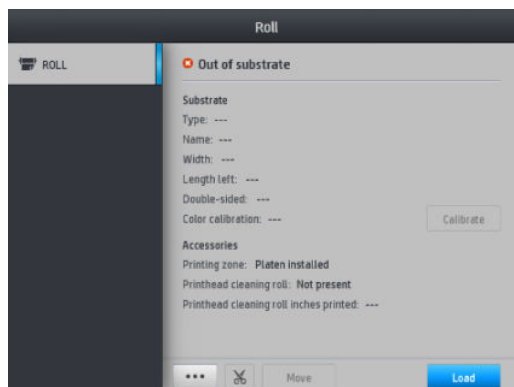 Roll
ROLL
Out of substrate
Substrate
Type: ---
Name: ---
Width: ---
Length left: ---
Double-sided: ---
Color calibration: ---
Calibrate
Accessories
Printing zone: Platen installed
Printhead cleaning roll: Not present
Printhead cleaning roll inches printed: ---
... Move Load